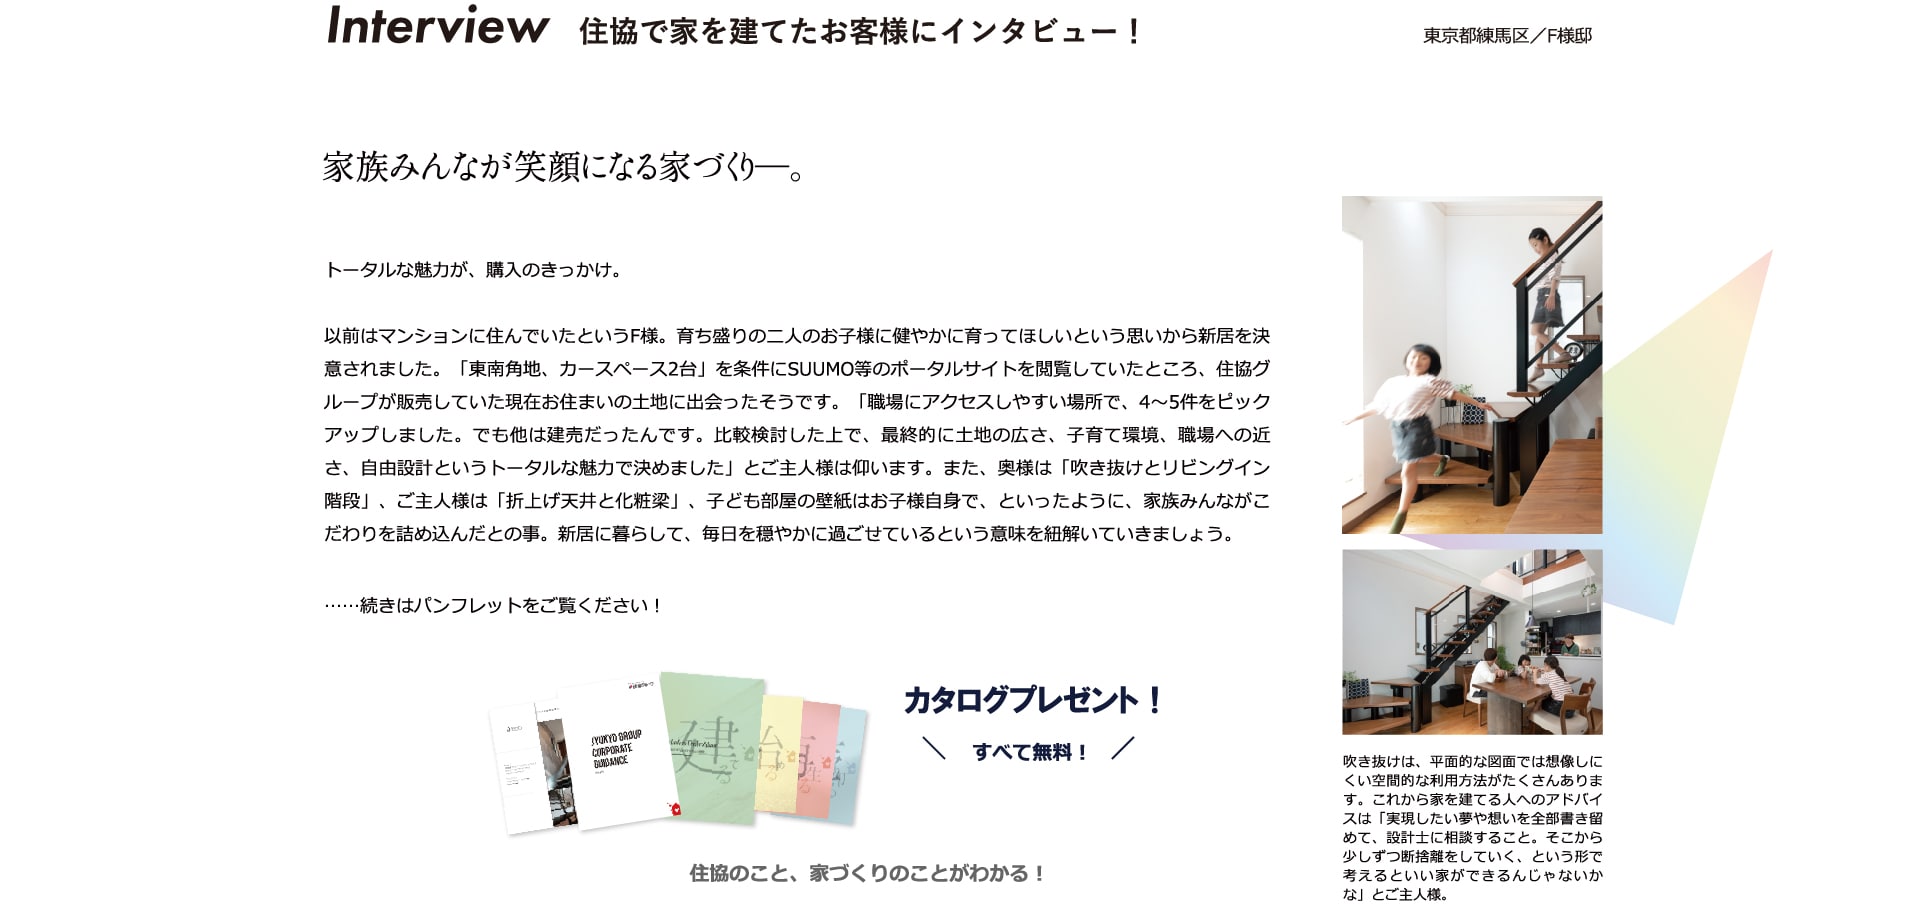 Interview 住協で家を建てたお客様にインタビュー！
東京都練馬区／F様邸
家族みんなが笑顔になる家づくり―。
トータルな魅力が、購入のきっかけ。
以前はマンションに住んでいたというF様。育ち盛りの二人のお子様に健やかに育ってほしいという思いから新居を決
意されました。「東南角地、カースペース2台」を条件にSUUMO等のポータルサイトを閲覧していたところ、住協グ
ループが販売していた現在お住まいの土地に出会ったそうです。「職場にアクセスしやすい場所で、4〜5件をピック
アップしました。でも他は建売だったんです。比較検討した上で、最終的に土地の広さ、子育て環境、職場への近
さ、自由設計というトータルな魅力で決めました」とご主人様は仰います。また、奥様は「吹き抜けとリビングイン
階段」、ご主人様は「折上げ天井と化粧梁」、子ども部屋の壁紙はお子様自身で、といったように、家族みんながこ
だわりを詰め込んだとの事。新居に暮らして、毎日を穏やかに過ごせているという意味を紐解いていきましょう。
……続きはパンフレットをご覧ください！
JYUKYO GROUP
CORPORATE
GUIDANCE
建てる
カタログプレゼント！
＼ すべて無料！ ／
住協のこと、家づくりのことがわかる！
吹き抜けは、平面的な図面では想像しに
くい空間的な利用方法がたくさんありま
す。これから家を建てる人へのアドバイ
スは「実現したい夢や想いを全部書き留
めて、設計士に相談すること。そこから
少しずつ断捨離をしていく、という形で
考えるといい家ができるんじゃないか
な」とご主人様。